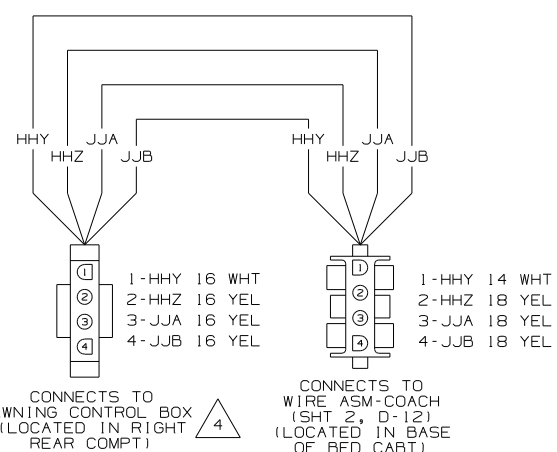 HHY JJA HHY JJA
HHZ JJB HHZ JJB
1 1
2 2
3 3
4 4
1-HHY 16 WHT
2-HHZ 16 YEL
3-JJA 16 YEL
4-JJB 16 YEL
1-HHY 14 WHT
2-HHZ 18 YEL
3-JJA 18 YEL
4-JJB 18 YEL
CONNECTS TO
WNING CONTROL BOX
(LOCATED IN RIGHT
REAR COMPT)
4
CONNECTS TO
WIRE ASM-COACH
(SHT 2, D-12)
(LOCATED IN BASE
OF BED CABT)